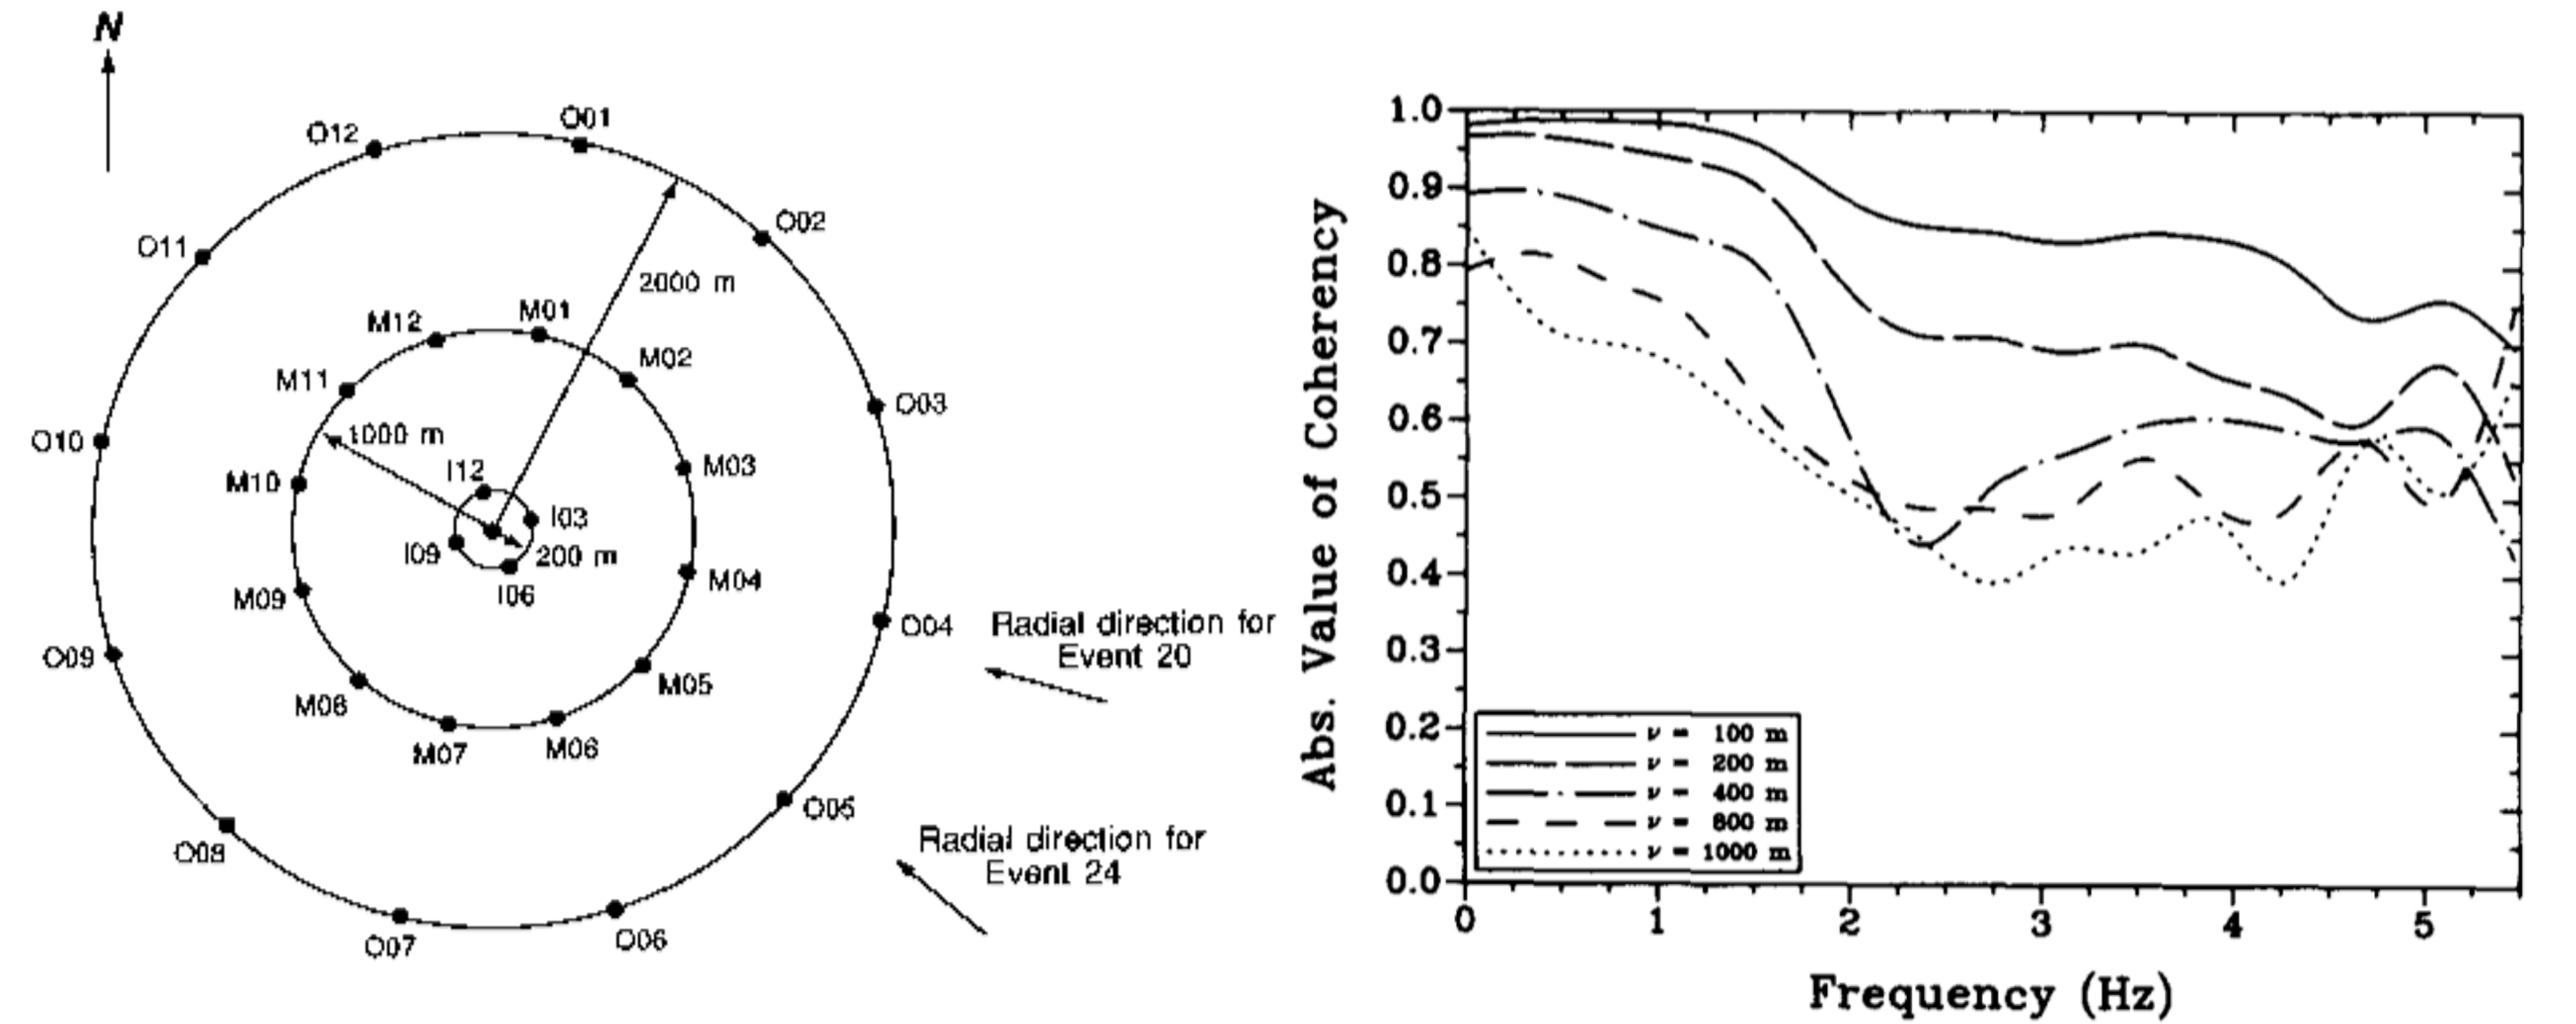 N
O12
O01
O02
O11
M12
M01
2000 m
M02
M11
O10
1000 m
O03
M10
I12
M03
I03
I09
200 m
M09
I06
M04
O04
Radial direction for
Event 20
O09
M08
M05
M07
M06
O05
O08
Radial direction for
Event 24
O07
O06
Abs. Value of Coherency
1.0
0.9
0.8
0.7
0.6
0.5
0.4
0.3
0.2
0.1
0.0
ν = 100 m
ν = 200 m
ν = 400 m
ν = 800 m
ν = 1000 m
0 1 2 3 4 5
Frequency (Hz)